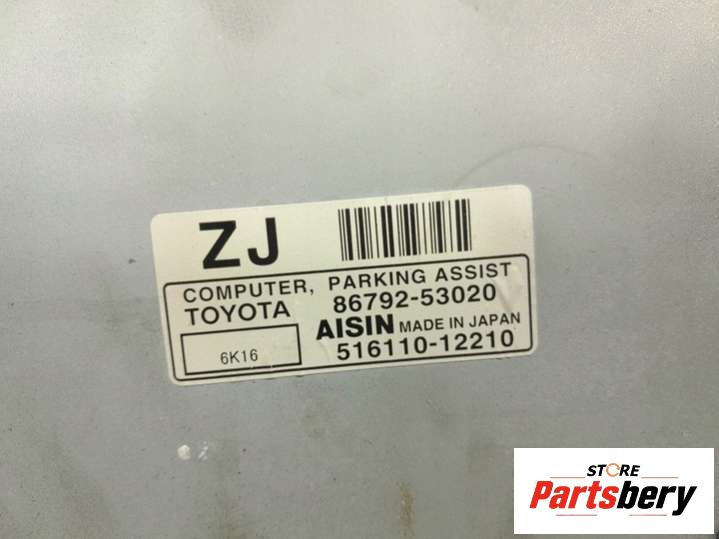 ZJ
COMPUTER, PARKING ASSIST
TOYOTA 86792-53020
AISIN MADE IN JAPAN
6K16 516110-12210
STORE
Partsbery